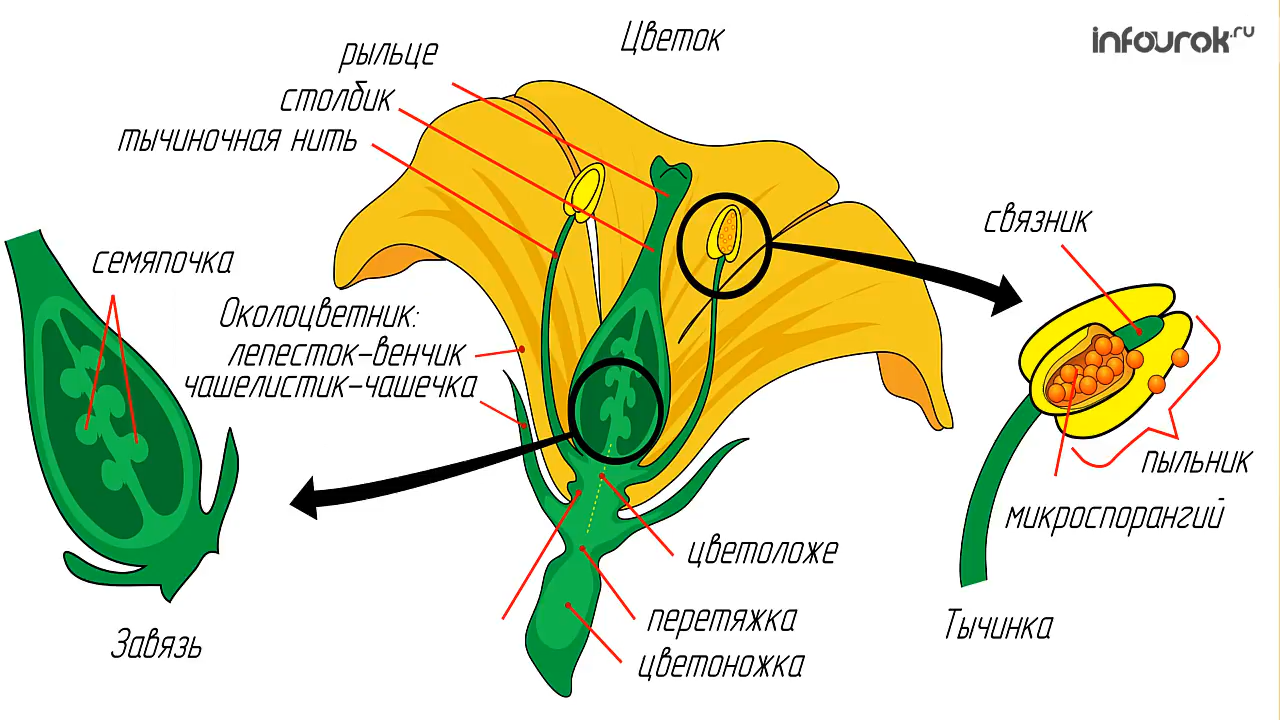 Цветок
infourok.ru
рыльце
столбик
тычиночная нить
связник
семяпочка
Околоцветник:
лепесток-венчик
чашелистик-чашечка
пыльник
микроспорангий
цветоложе
перетяжка
цветоножка
Завязь
Тычинка